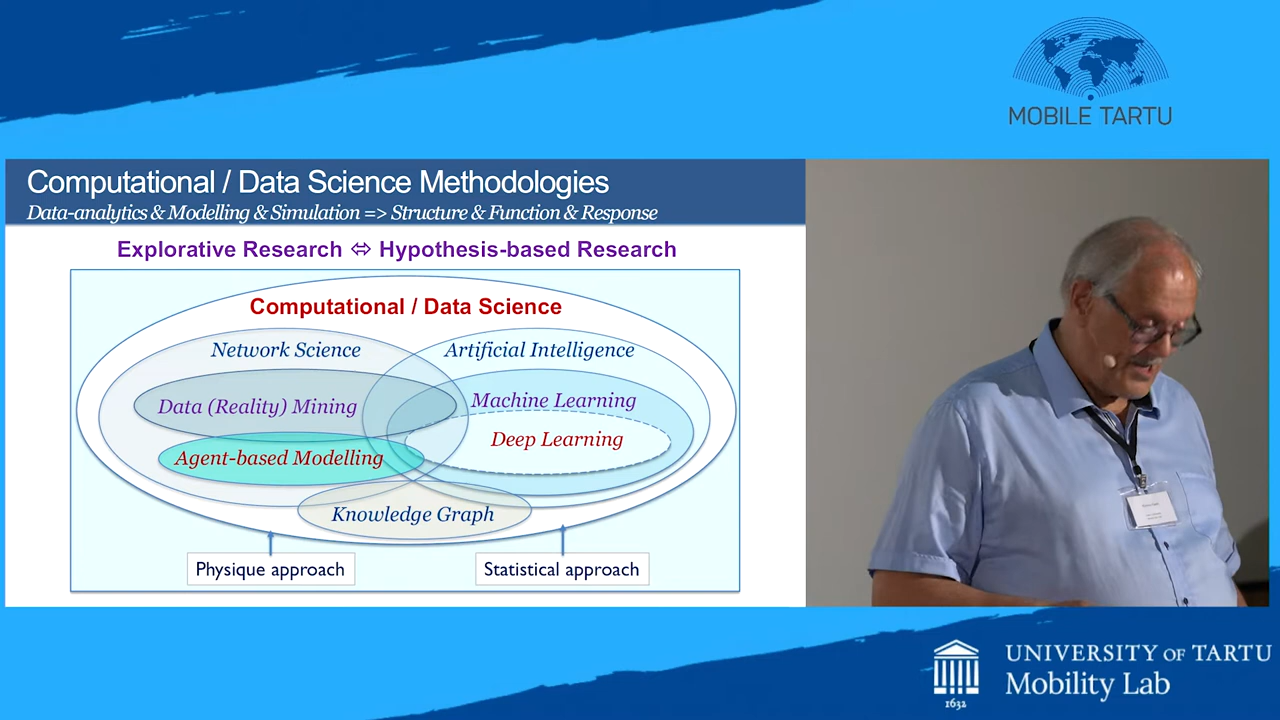 MOBILE TARTU
Computational / Data Science Methodologies
Data-analytics & Modelling & Simulation => Structure & Function & Response
Explorative Research ⇔ Hypothesis-based Research
Computational / Data Science
Network Science
Artificial Intelligence
Data (Reality) Mining
Machine Learning
Deep Learning
Agent-based Modelling
Knowledge Graph
Physique approach
Statistical approach
UNIVERSITY OF TARTU
Mobility Lab
1632